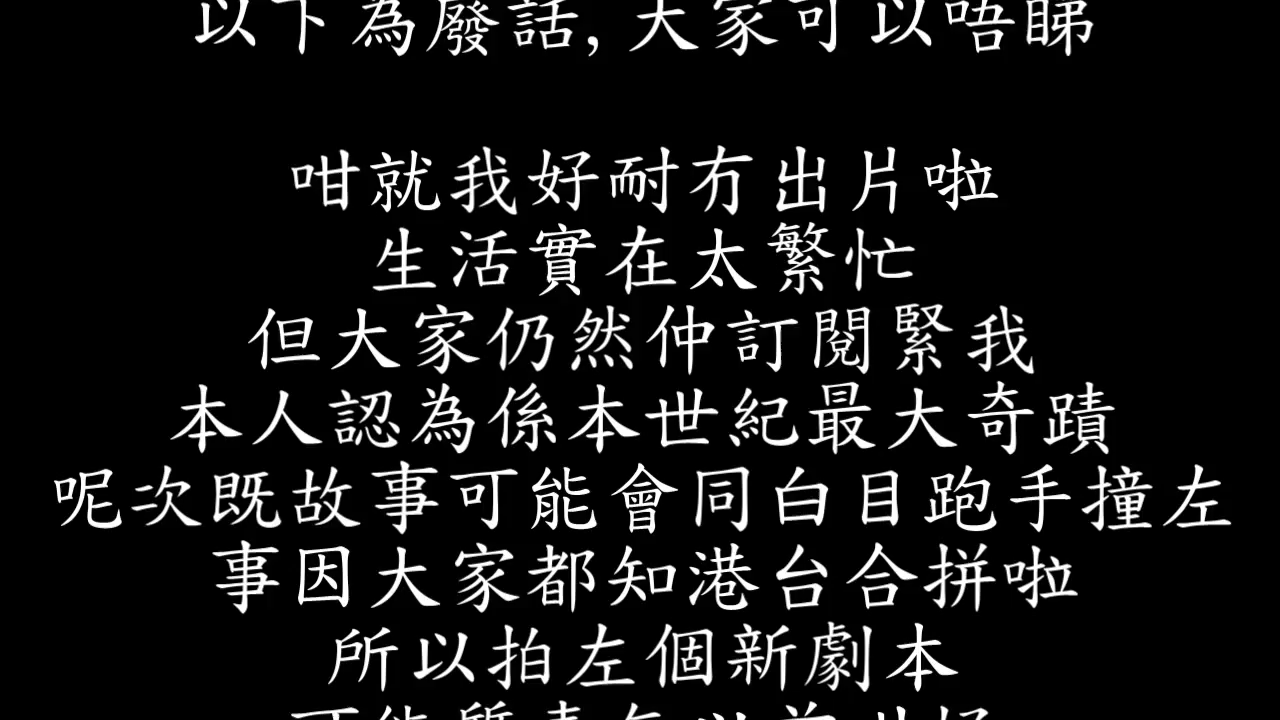 以下為廢話, 大家可以唔睇
咁就我好耐冇出片啦
生活實在太繁忙
但大家仍然仲訂閱緊我
本人認為係本世紀最大奇蹟
呢次既故事可能會同白目跑手撞左
事因大家都知港台合拼啦
所以拍左個新劇本